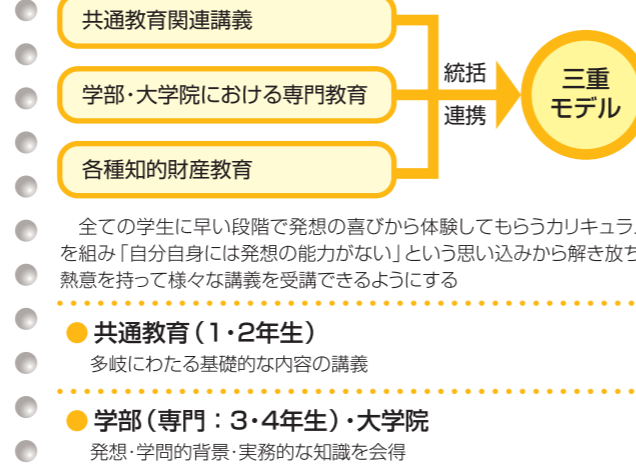 共通教育関連講義
学部・大学院における専門教育
各種知的財産教育
統括
連携
三重
モデル
全ての学生に早い段階で発想の喜びから体験してもらうカリキュラ
を組み「自分自身には発想の能力がない」という思い込みから解き放ち
熱意を持って様々な講義を受講できるようにする
●共通教育（1・2年生）
多岐にわたる基礎的な内容の講義
●学部（専門：3・4年生）・大学院
発想・学問的背景・実務的な知識を会得